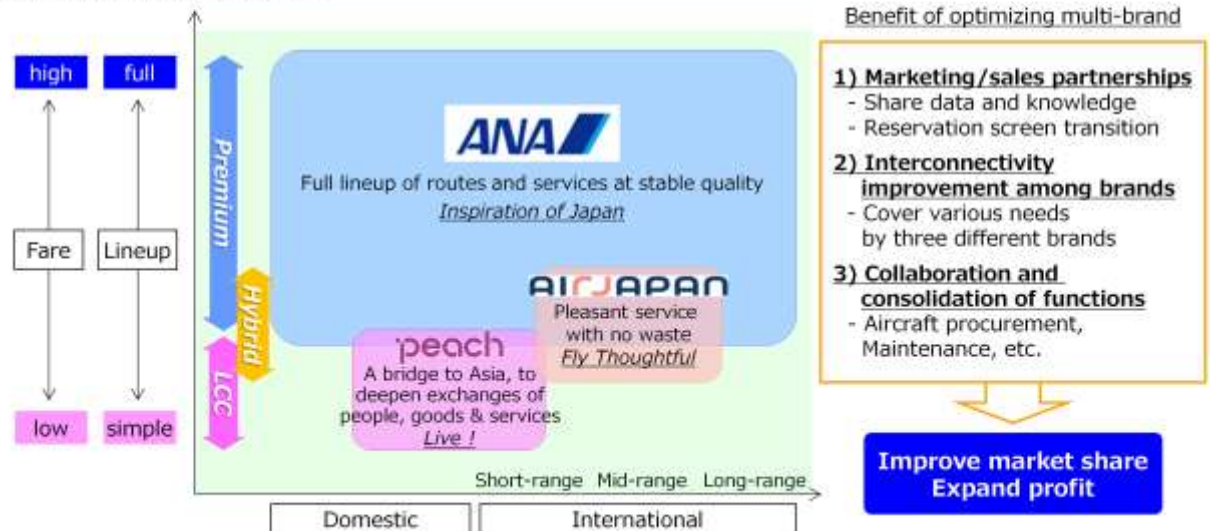 high
full
Fare
Lineup
low
simple
Premium
Hybrid
LCC
ANA
Full lineup of routes and services at stable quality
Inspiration of Japan
AIRJAPAN
Pleasant service
with no waste
Fly Thoughtful
peach
A bridge to Asia, to
deepen exchanges of
people, goods & services
Live !
Short-range Mid-range Long-range
Domestic
International
Benefit of optimizing multi-brand
1) Marketing/sales partnerships
- Share data and knowledge
- Reservation screen transition
2) Interconnectivity
improvement among brands
- Cover various needs
by three different brands
3) Collaboration and
consolidation of functions
- Aircraft procurement,
Maintenance, etc.
Improve market share
Expand profit